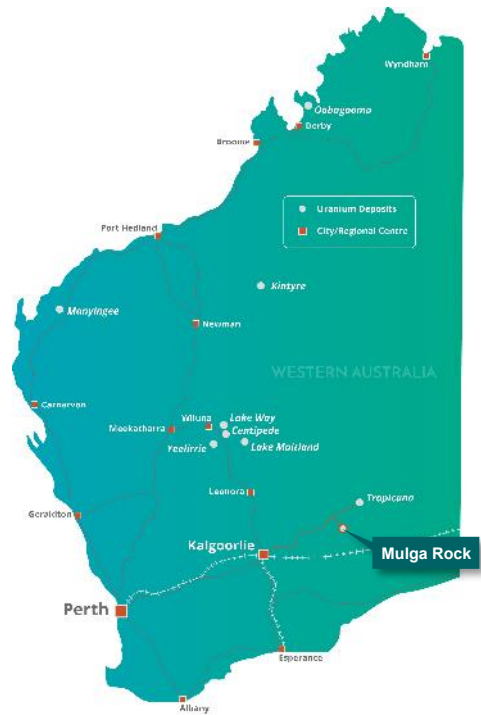 Wyndham
Oobagooma
Derby
Broome
Uranium Deposits
City/Regional Centre
Port Hedland
Kintyre
Manyingee
Newman
WESTERN AUSTRALIA
Carnarvon
Wiluna
Lake Way
Meekatharra
Centipede
Yeelirrie
Lake Maitland
Leonora
Tropicana
Geraldton
Kalgoorlie
Mulga Rock
Perth
Esperance
Albany